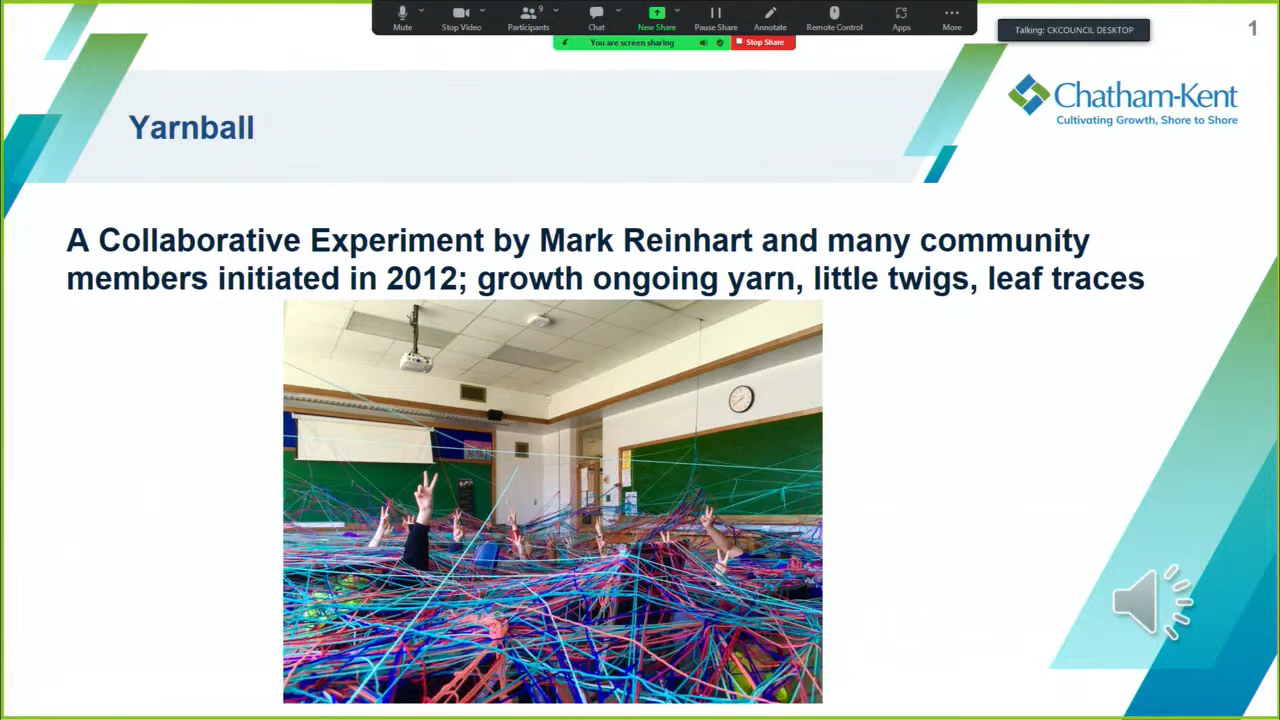 Mute
Stop Video
Participants
9
Chat
New Share
Pause Share
Annotate
Remote Control
Apps
More
You are screen sharing
Stop Share
Talking: CKCOUNCIL DESKTOP
1
Chatham-Kent
Cultivating Growth, Shore to Shore
Yarnball
A Collaborative Experiment by Mark Reinhart and many community
members initiated in 2012; growth ongoing yarn, little twigs, leaf traces